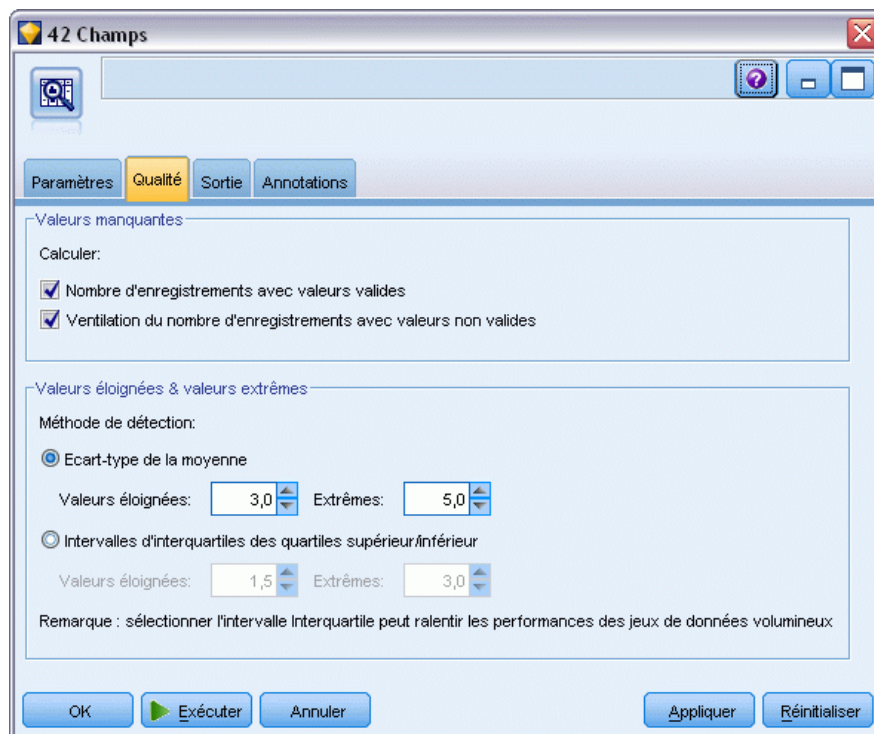 42 Champs
?
Paramètres Qualité Sortie Annotations
Valeurs manquantes
Calculer:
Nombre d'enregistrements avec valeurs valides
Ventilation du nombre d'enregistrements avec valeurs non valides
Valeurs éloignées & valeurs extrêmes
Méthode de détection:
Ecart-type de la moyenne
Valeurs éloignées: 3,0 Extrêmes: 5,0
Intervalles d'interquartiles des quartiles supérieur/inférieur
Valeurs éloignées: 1,5 Extrêmes: 3,0
Remarque : sélectionner l'intervalle Interquartile peut ralentir les performances des jeux de données volumineux
OK Exécuter Annuler Appliquer Réinitialiser